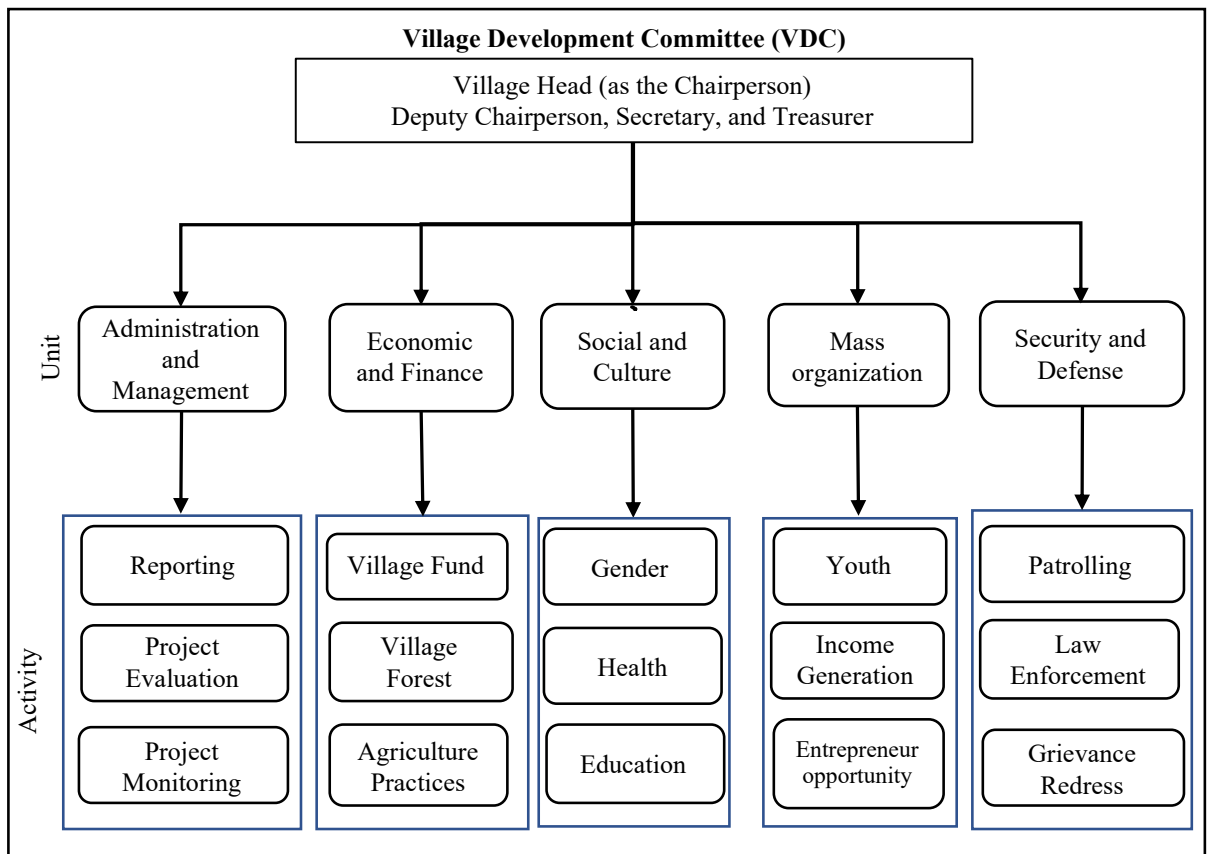 Village Development Committee (VDC)
Village Head (as the Chairperson)
Deputy Chairperson, Secretary, and Treasurer
Unit
Administration
and
Management
Economic
and Finance
Social and
Culture
Mass
organization
Security and
Defense
Activity
Reporting
Project
Evaluation
Project
Monitoring
Village Fund
Village
Forest
Agriculture
Practices
Gender
Health
Education
Youth
Income
Generation
Entrepreneur
opportunity
Patrolling
Law
Enforcement
Grievance
Redress